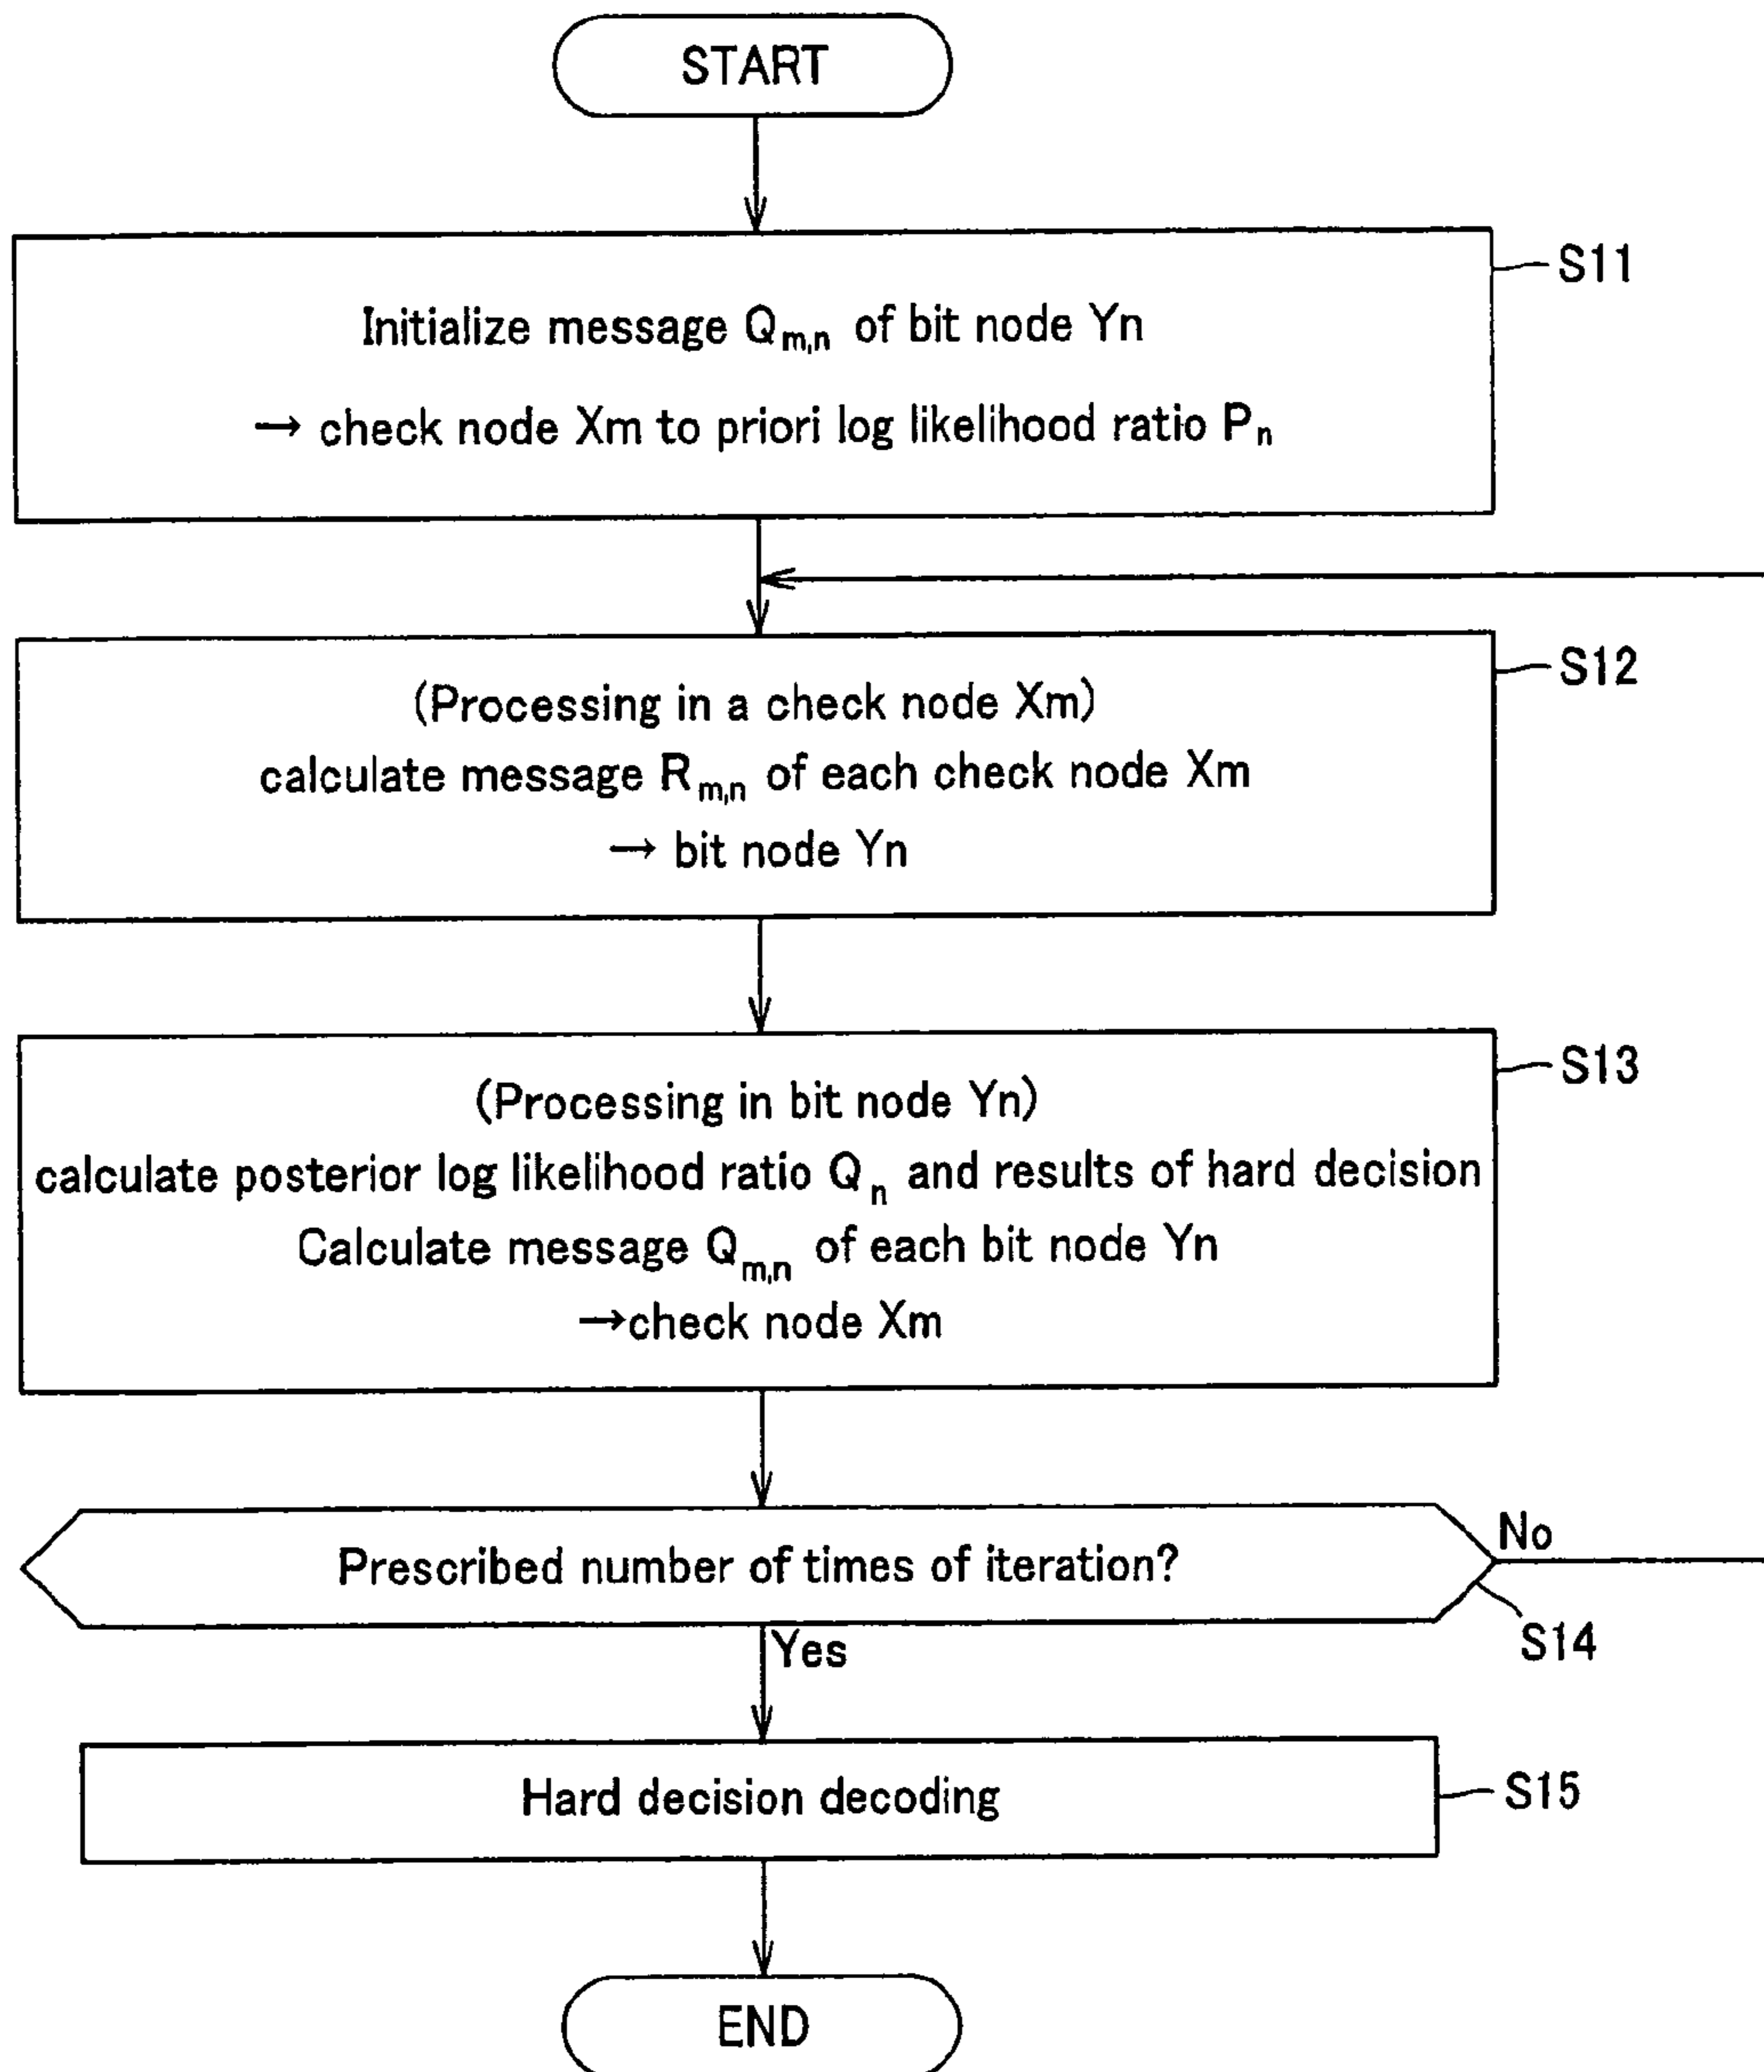 START
S11
Initialize message Qm,n of bit node Yn
→ check node Xm to priori log likelihood ratio Pn
S12
(Processing in a check node Xm)
calculate message Rm,n of each check node Xm
→ bit node Yn
S13
(Processing in bit node Yn)
calculate posterior log likelihood ratio Qn and results of hard decision
Calculate message Qm,n of each bit node Yn
→check node Xm
No
Prescribed number of times of iteration?
S14
Yes
Hard decision decoding
S15
END